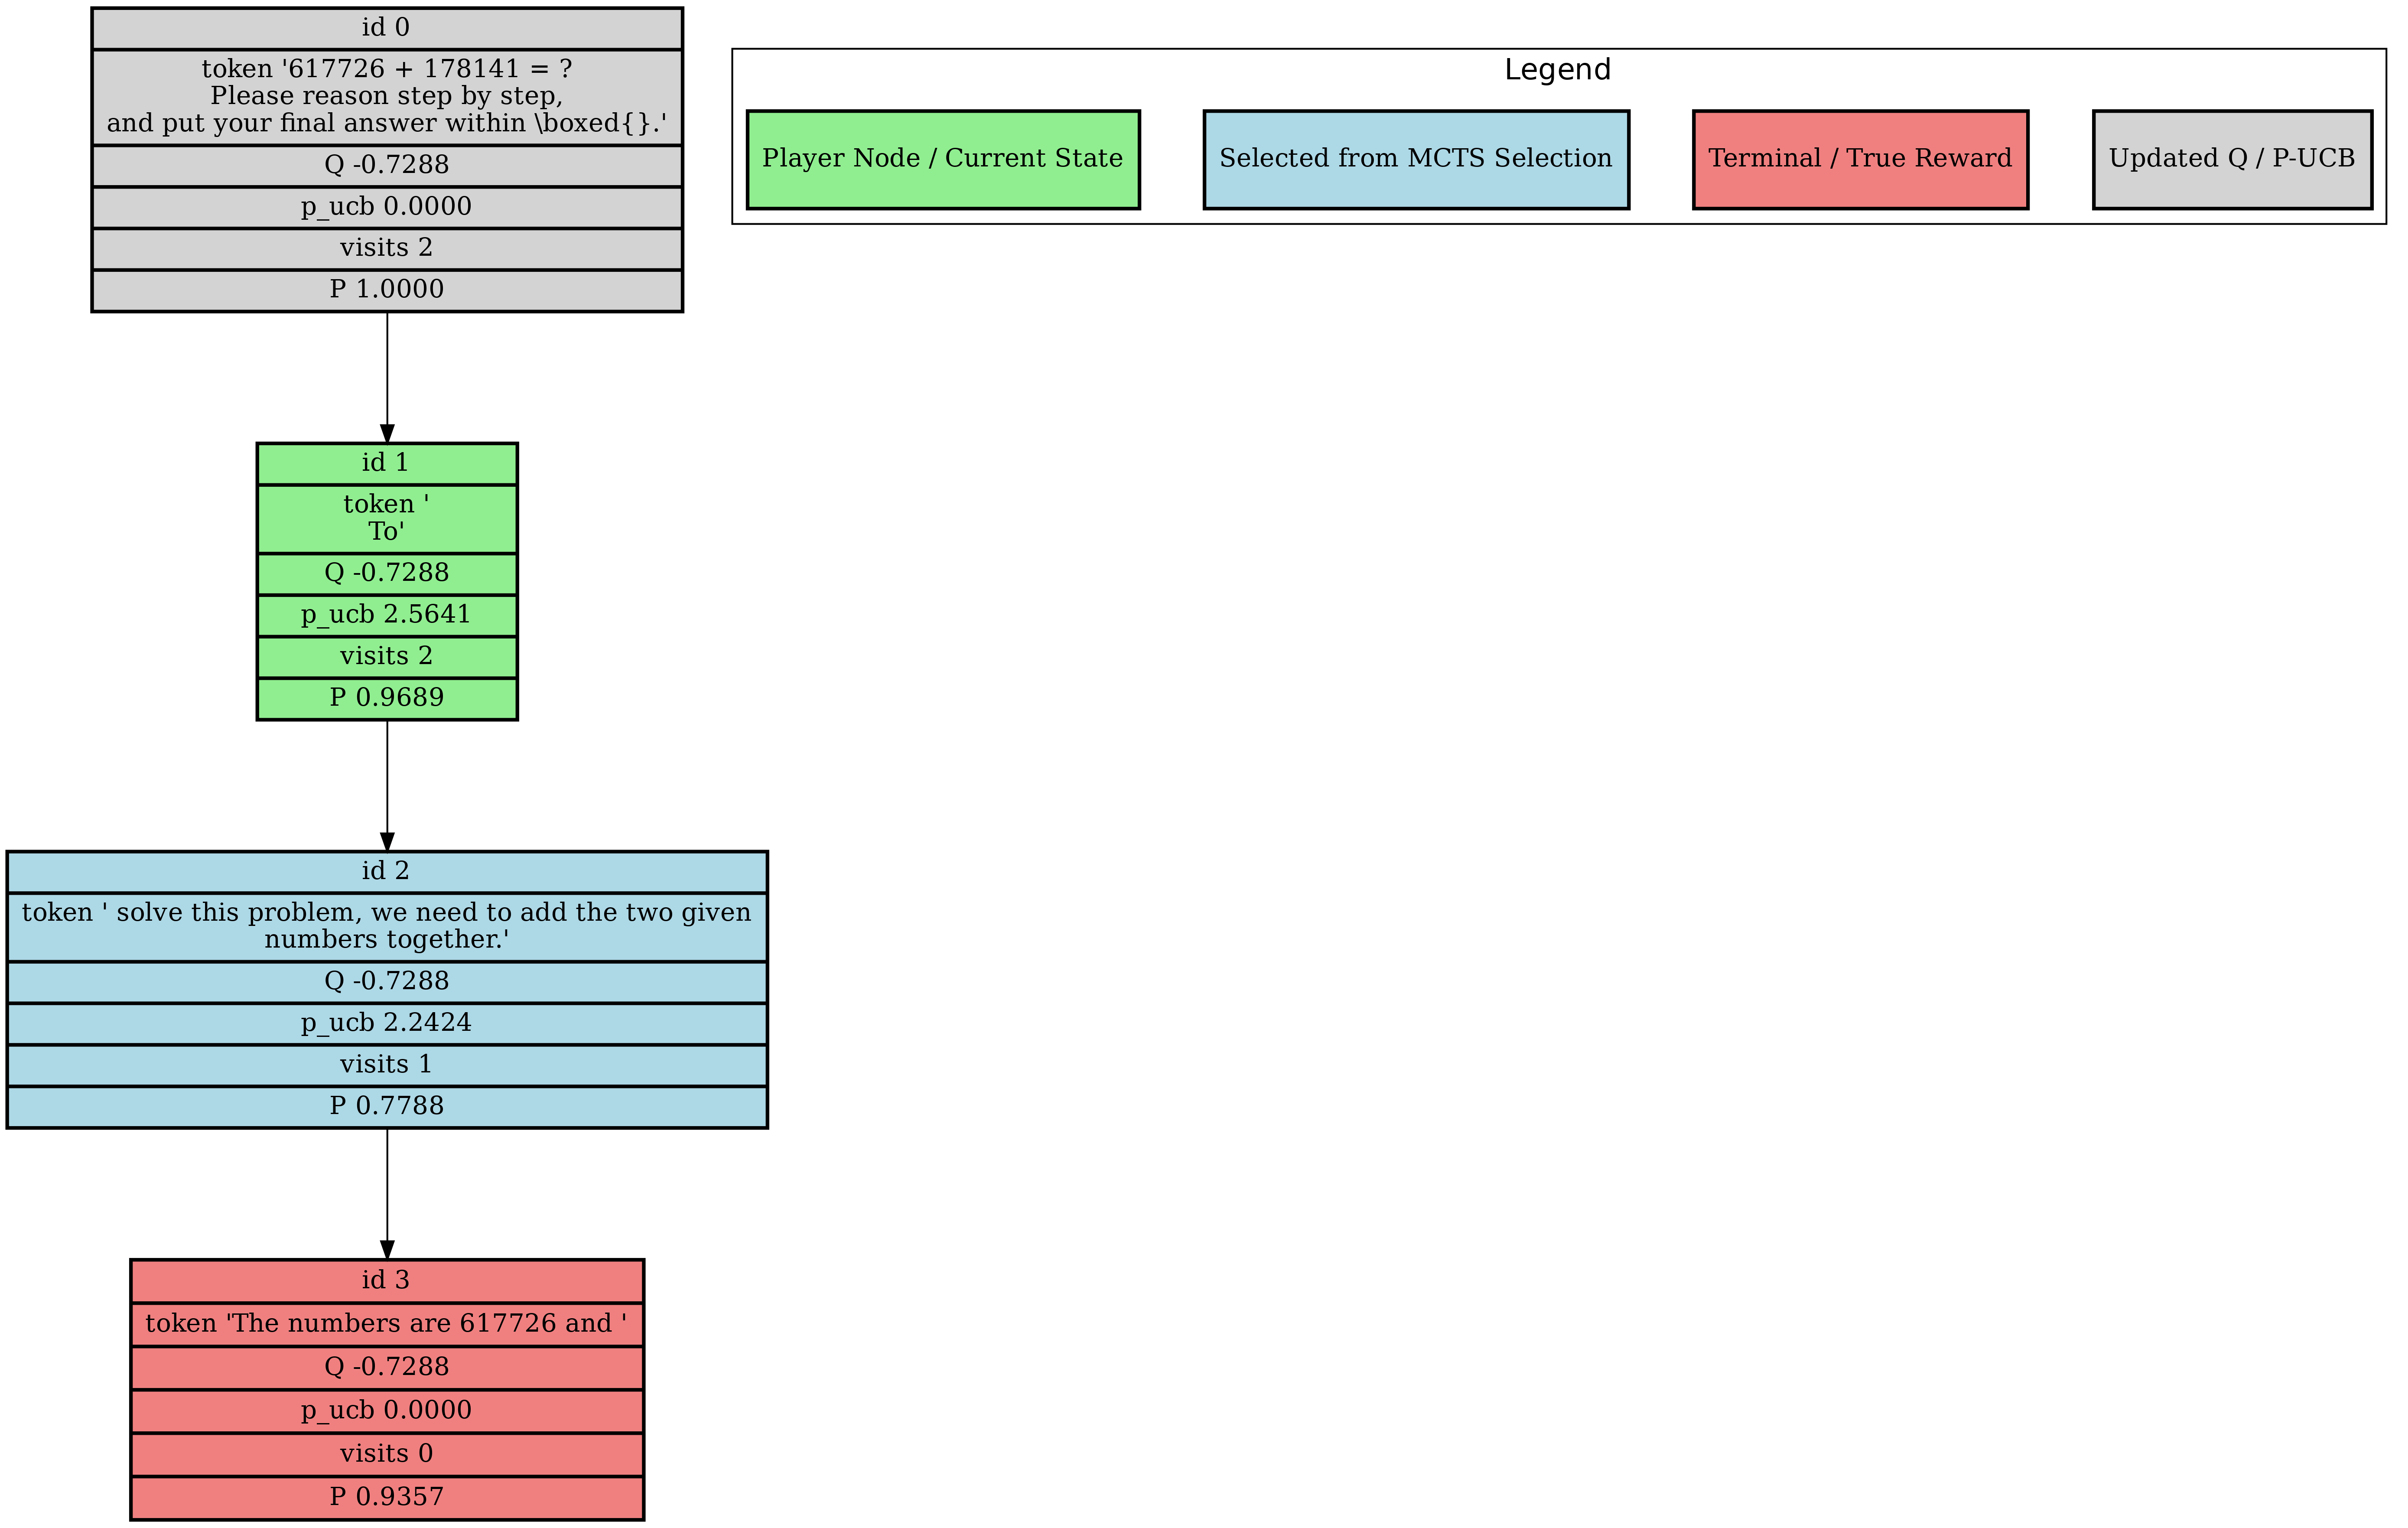 id 0
token '617726 + 178141 = ?
Please reason step by step,
and put your final answer within \boxed{}.'
Q -0.7288
p_ucb 0.0000
visits 2
P 1.0000
Legend
Player Node / Current State
Selected from MCTS Selection
Terminal / True Reward
Updated Q / P-UCB
id 1
token '
To'
Q -0.7288
p_ucb 2.5641
visits 2
P 0.9689
id 2
token ' solve this problem, we need to add the two given
numbers together.'
Q -0.7288
p_ucb 2.2424
visits 1
P 0.7788
id 3
token 'The numbers are 617726 and '
Q -0.7288
p_ucb 0.0000
visits 0
P 0.9357